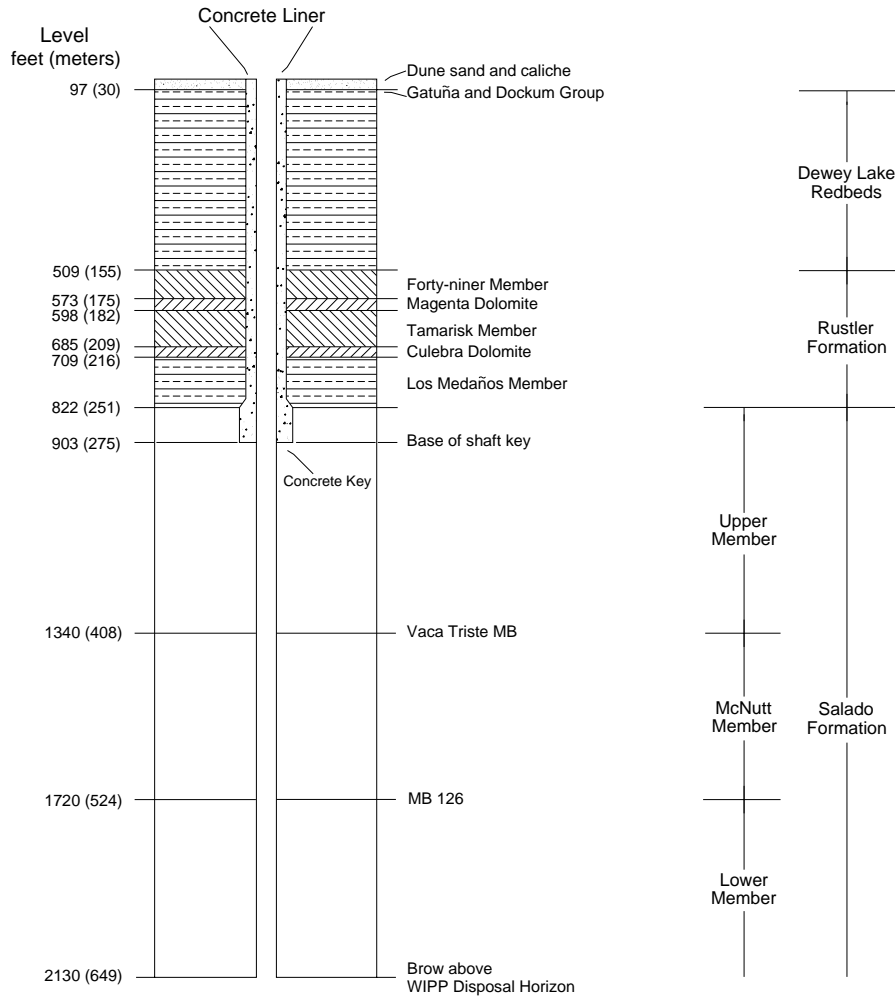 Concrete Liner
Level
feet (meters)
Dune sand and caliche
97 (30)
Gatuña and Dockum Group
Dewey Lake
Redbeds
509 (155)
Forty-niner Member
573 (175)
Magenta Dolomite
598 (182)
Tamarisk Member
Rustler
Formation
685 (209)
Culebra Dolomite
709 (216)
Los Medaños Member
822 (251)
903 (275)
Base of shaft key
Concrete Key
Upper
Member
1340 (408)
Vaca Triste MB
McNutt
Member
Salado
Formation
1720 (524)
MB 126
Lower
Member
2130 (649)
Brow above
WIPP Disposal Horizon